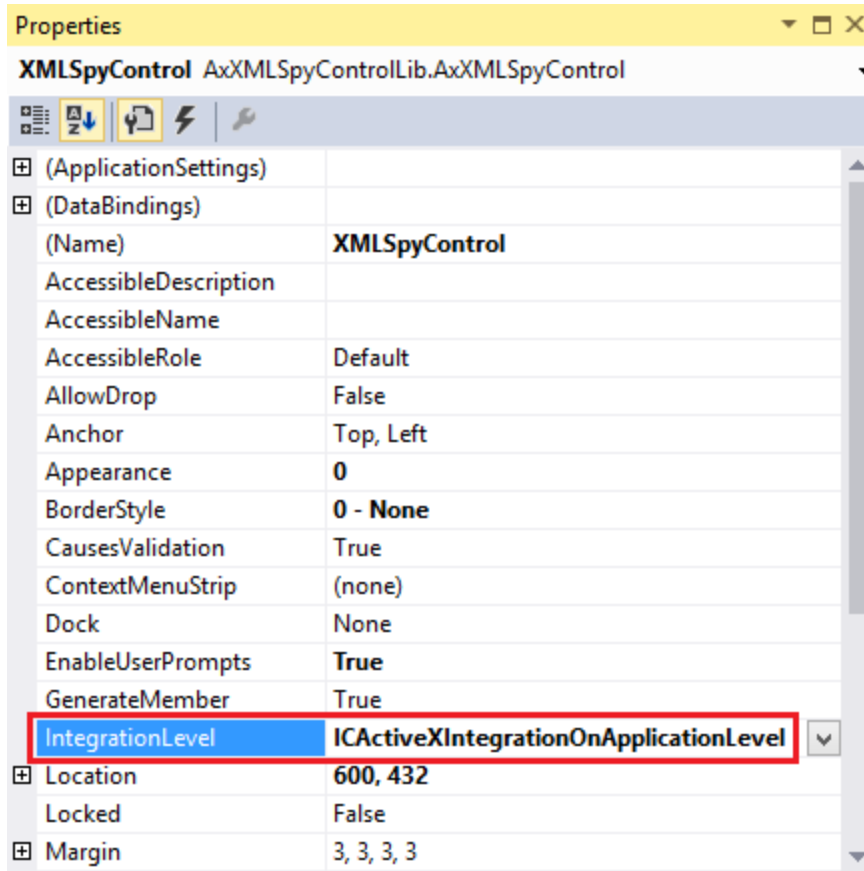 Properties
XMLSpyControl AxXMLSpyControlLib.AxXMLSpyControl
(ApplicationSettings)
(DataBindings)
(Name) XMLSpyControl
AccessibleDescription
AccessibleName
AccessibleRole Default
AllowDrop False
Anchor Top, Left
Appearance 0
BorderStyle 0 - None
CausesValidation True
ContextMenuStrip (none)
Dock None
EnableUserPrompts True
GenerateMember True
IntegrationLevel ICActiveXIntegrationOnApplicationLevel
Location 600, 432
Locked False
Margin 3, 3, 3, 3